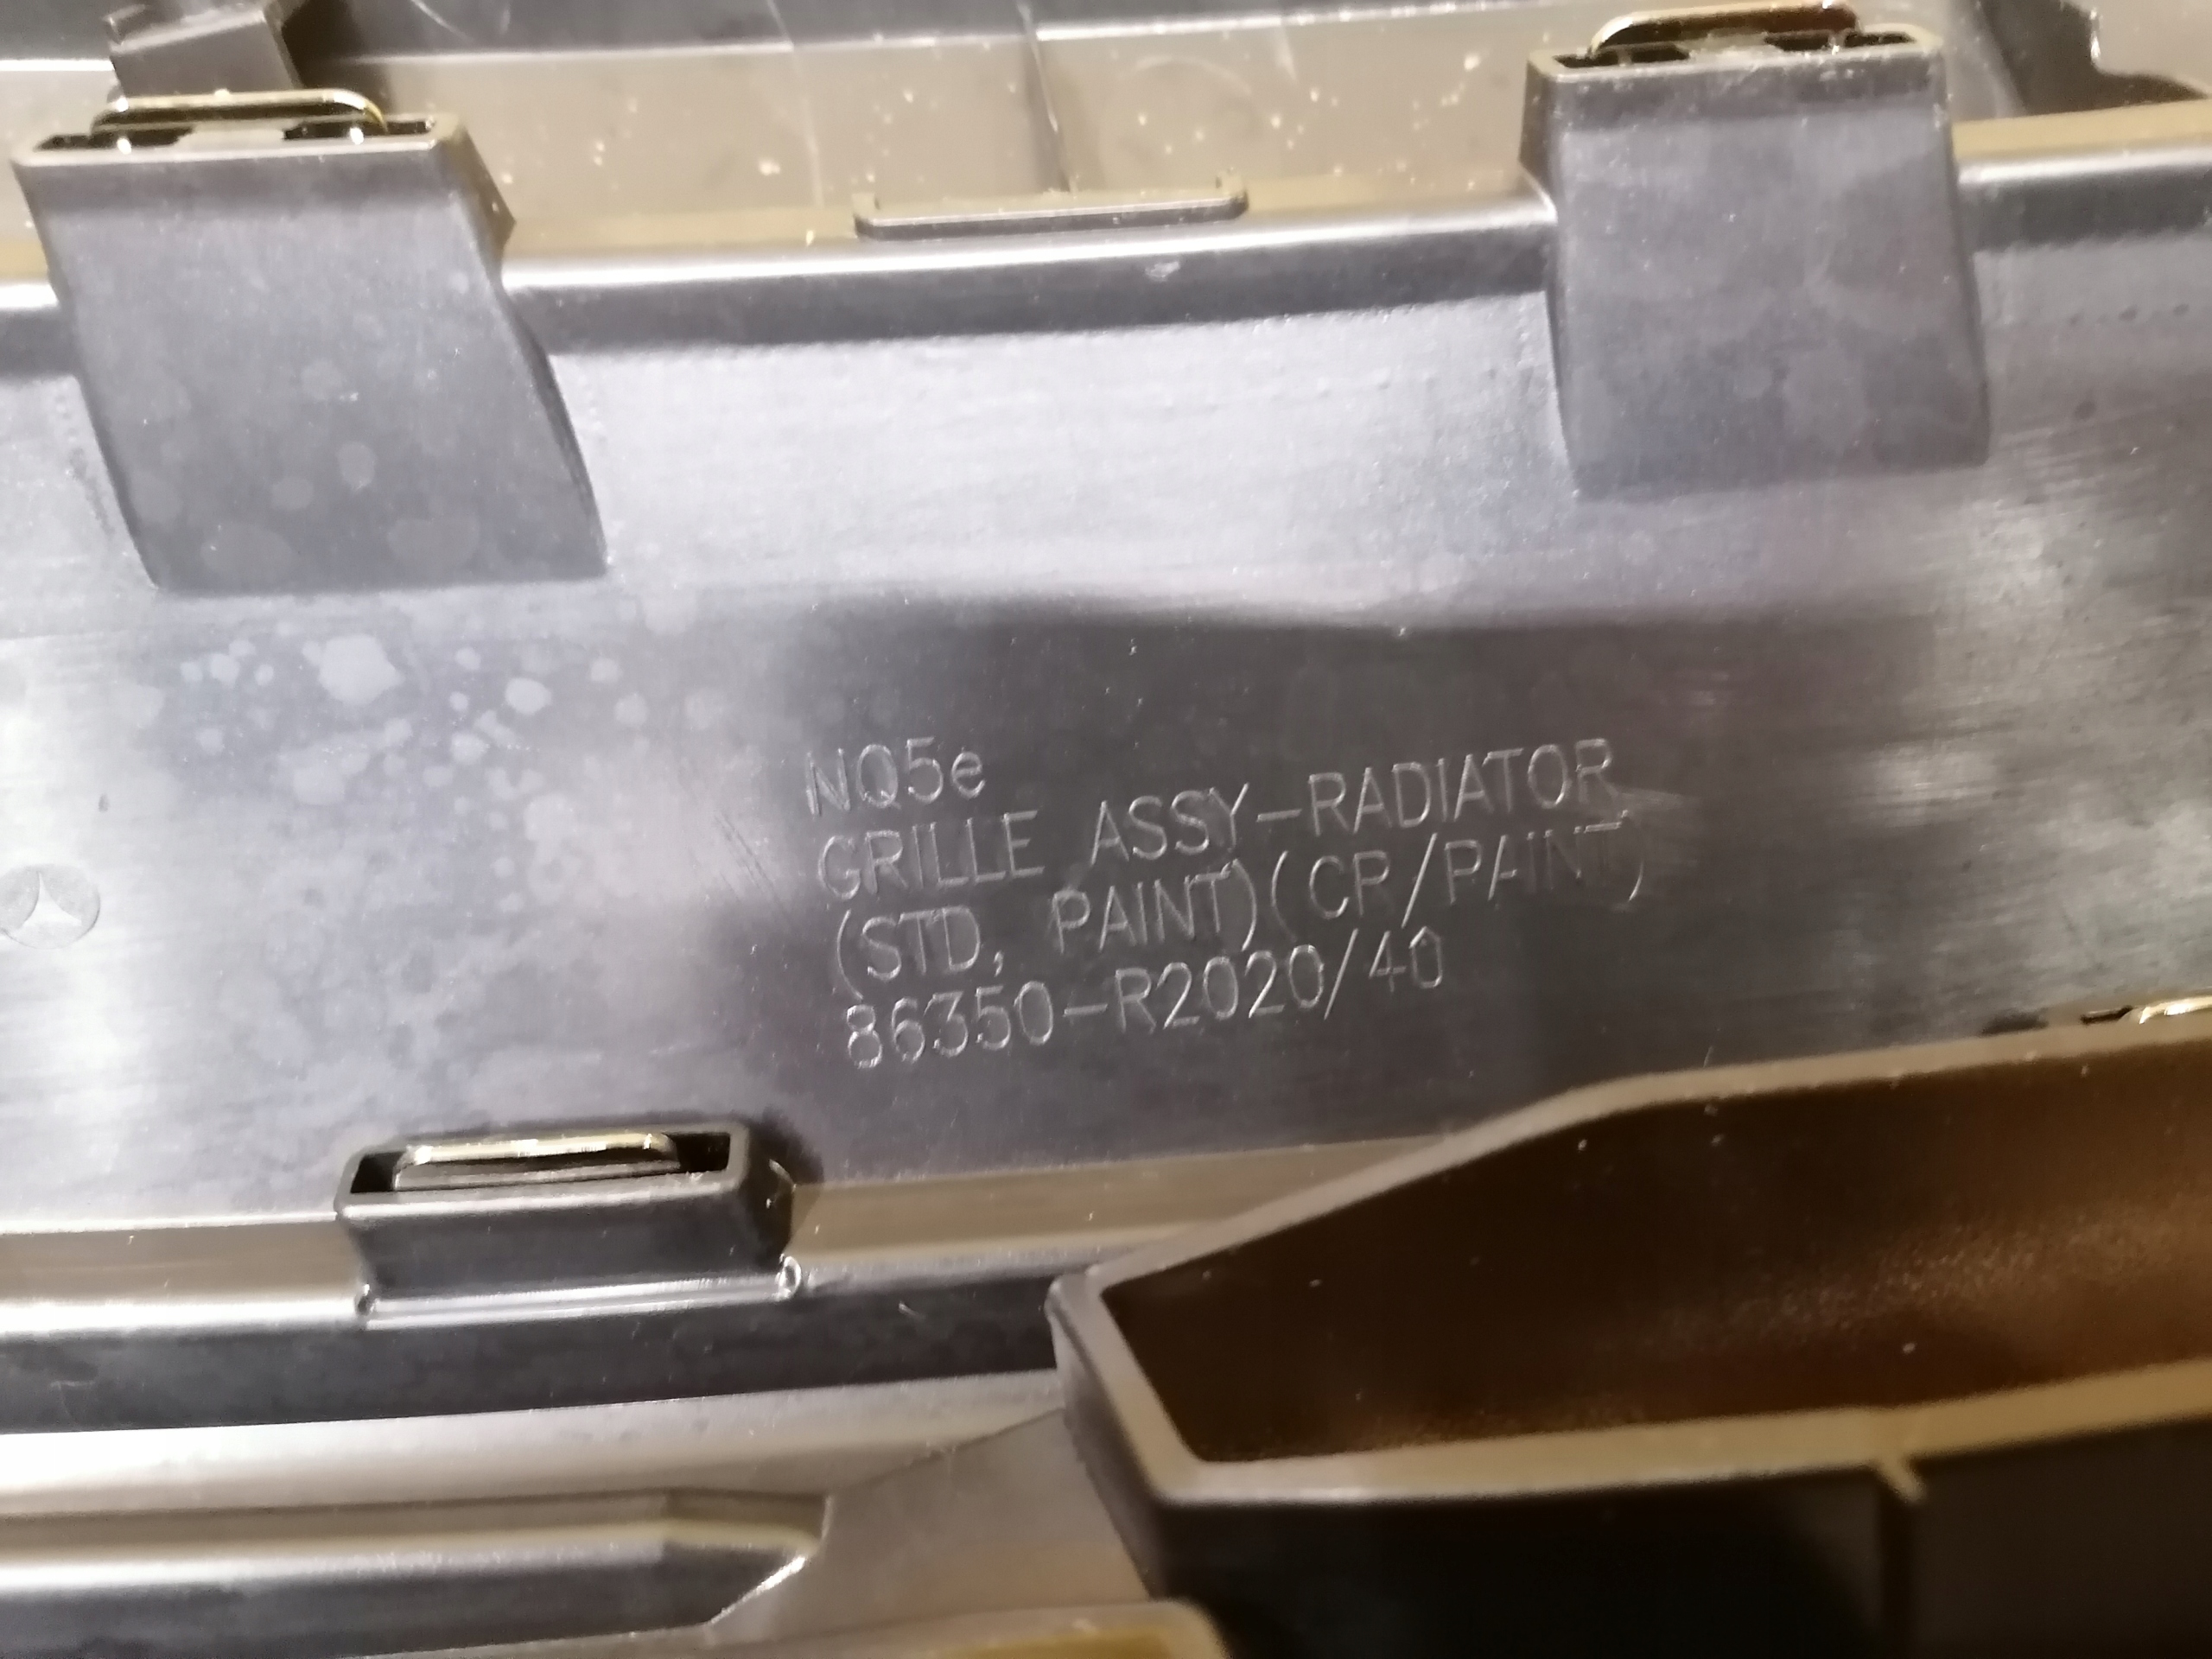 NQ5e
GRILLE ASSY-RADIATOR
(STD, PAINT)(CR/PAINT)
86350-R2020/40